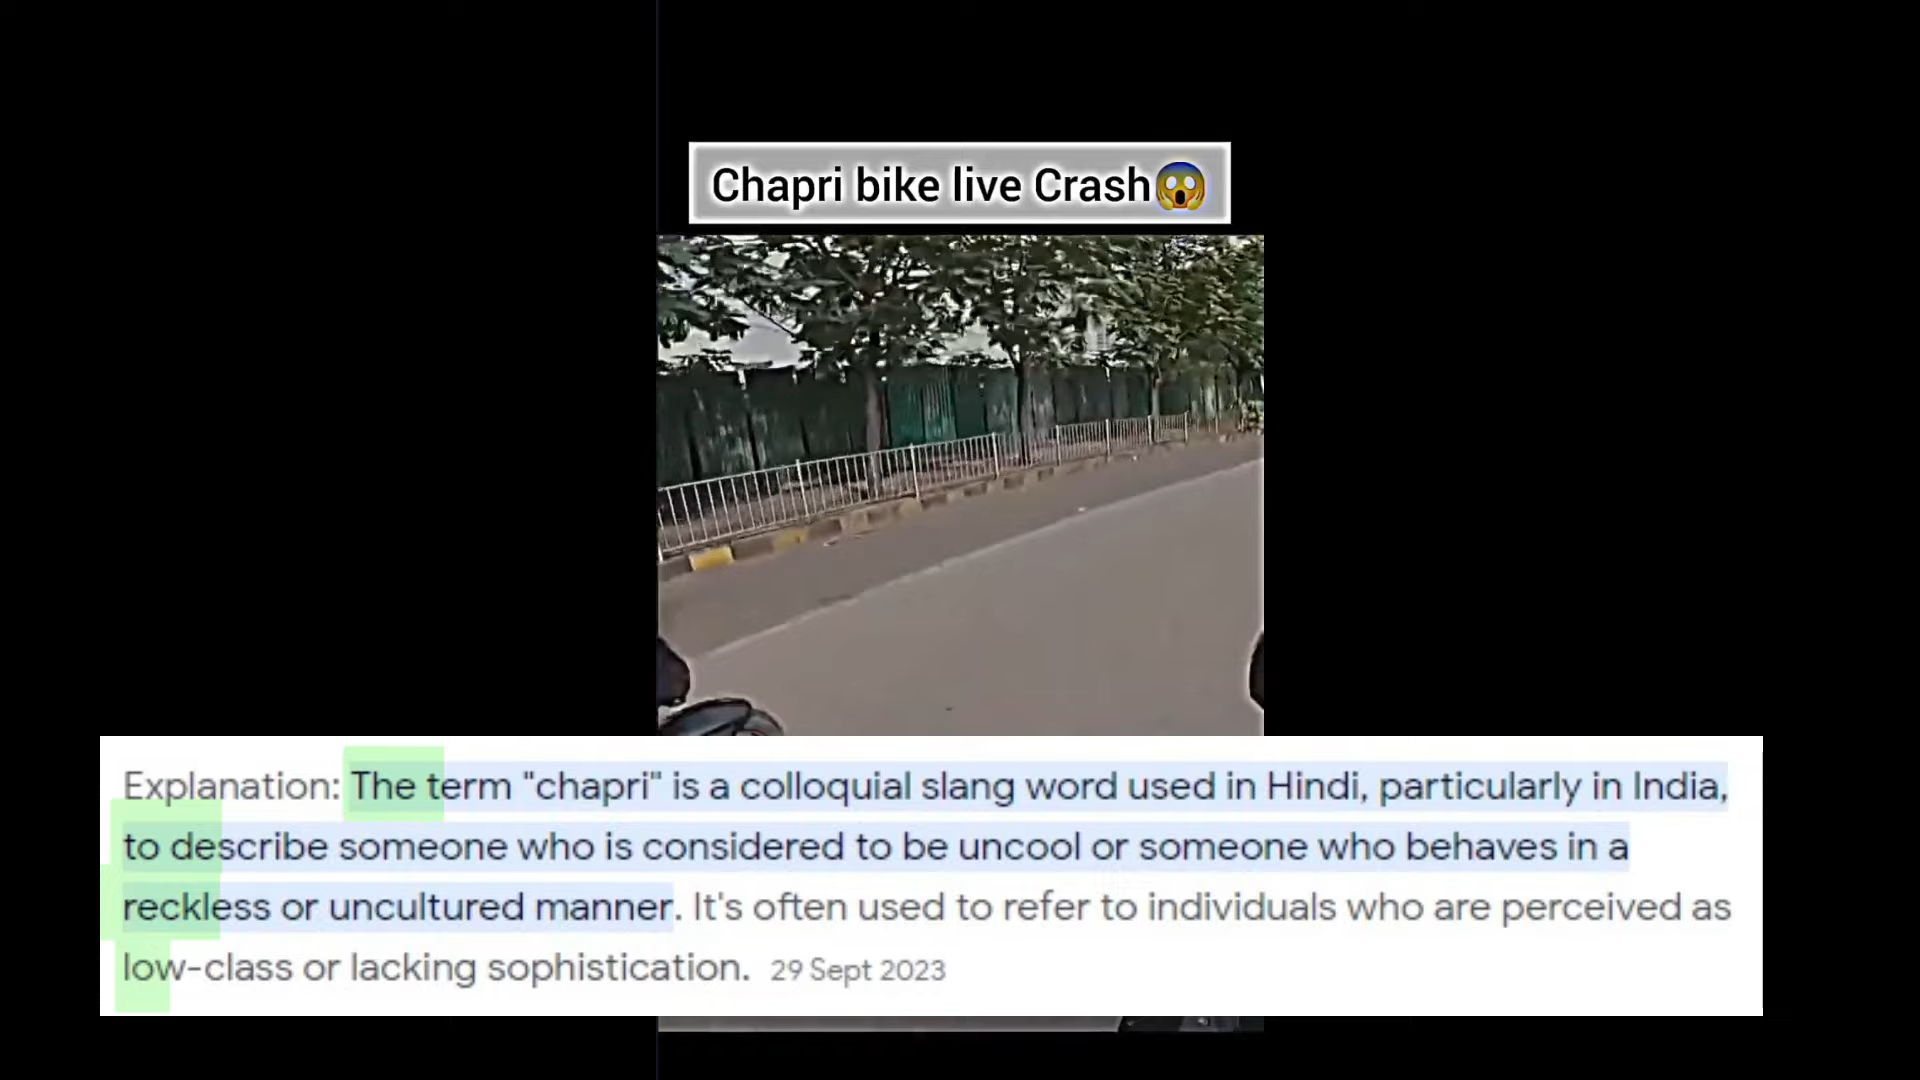 Chapri bike live Crash😱
Explanation: The term "chapri" is a colloquial slang word used in Hindi, particularly in India,
to describe someone who is considered to be uncool or someone who behaves in a
reckless or uncultured manner. It's often used to refer to individuals who are perceived as
low-class or lacking sophistication. 29 Sept 2023